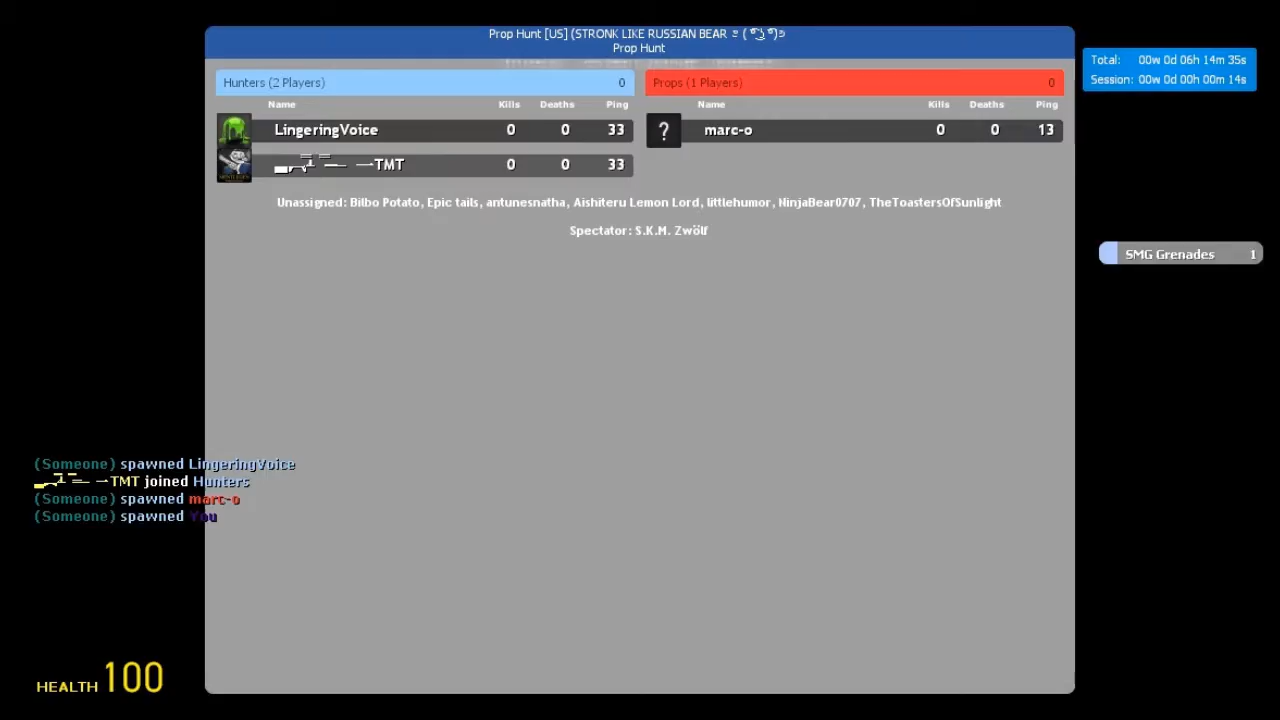 Prop Hunt [US] (STRONK LIKE RUSSIAN BEAR
Prop Hunt
Total: 00w 0d 06h 14m 35s
Session: 00w 0d 00h 00m 14s
Hunters (2 Players) 0
Name Kills Deaths Ping
LingeringVoice 0 0 33
TMT 0 0 33
Props (1 Players) 0
Name Kills Deaths Ping
? marc-o 0 0 13
Unassigned: Bilbo Potato, Epic tails, antunesnatha, Aishiteru Lemon Lord, littlehumor, NinjaBear0707, TheToastersOfSunlight
Spectator: S.K.M. Zwölf
SMG Grenades 1
(Someone) spawned LingeringVoice
TMT joined Hunters
(Someone) spawned marc-o
(Someone) spawned You
HEALTH 100